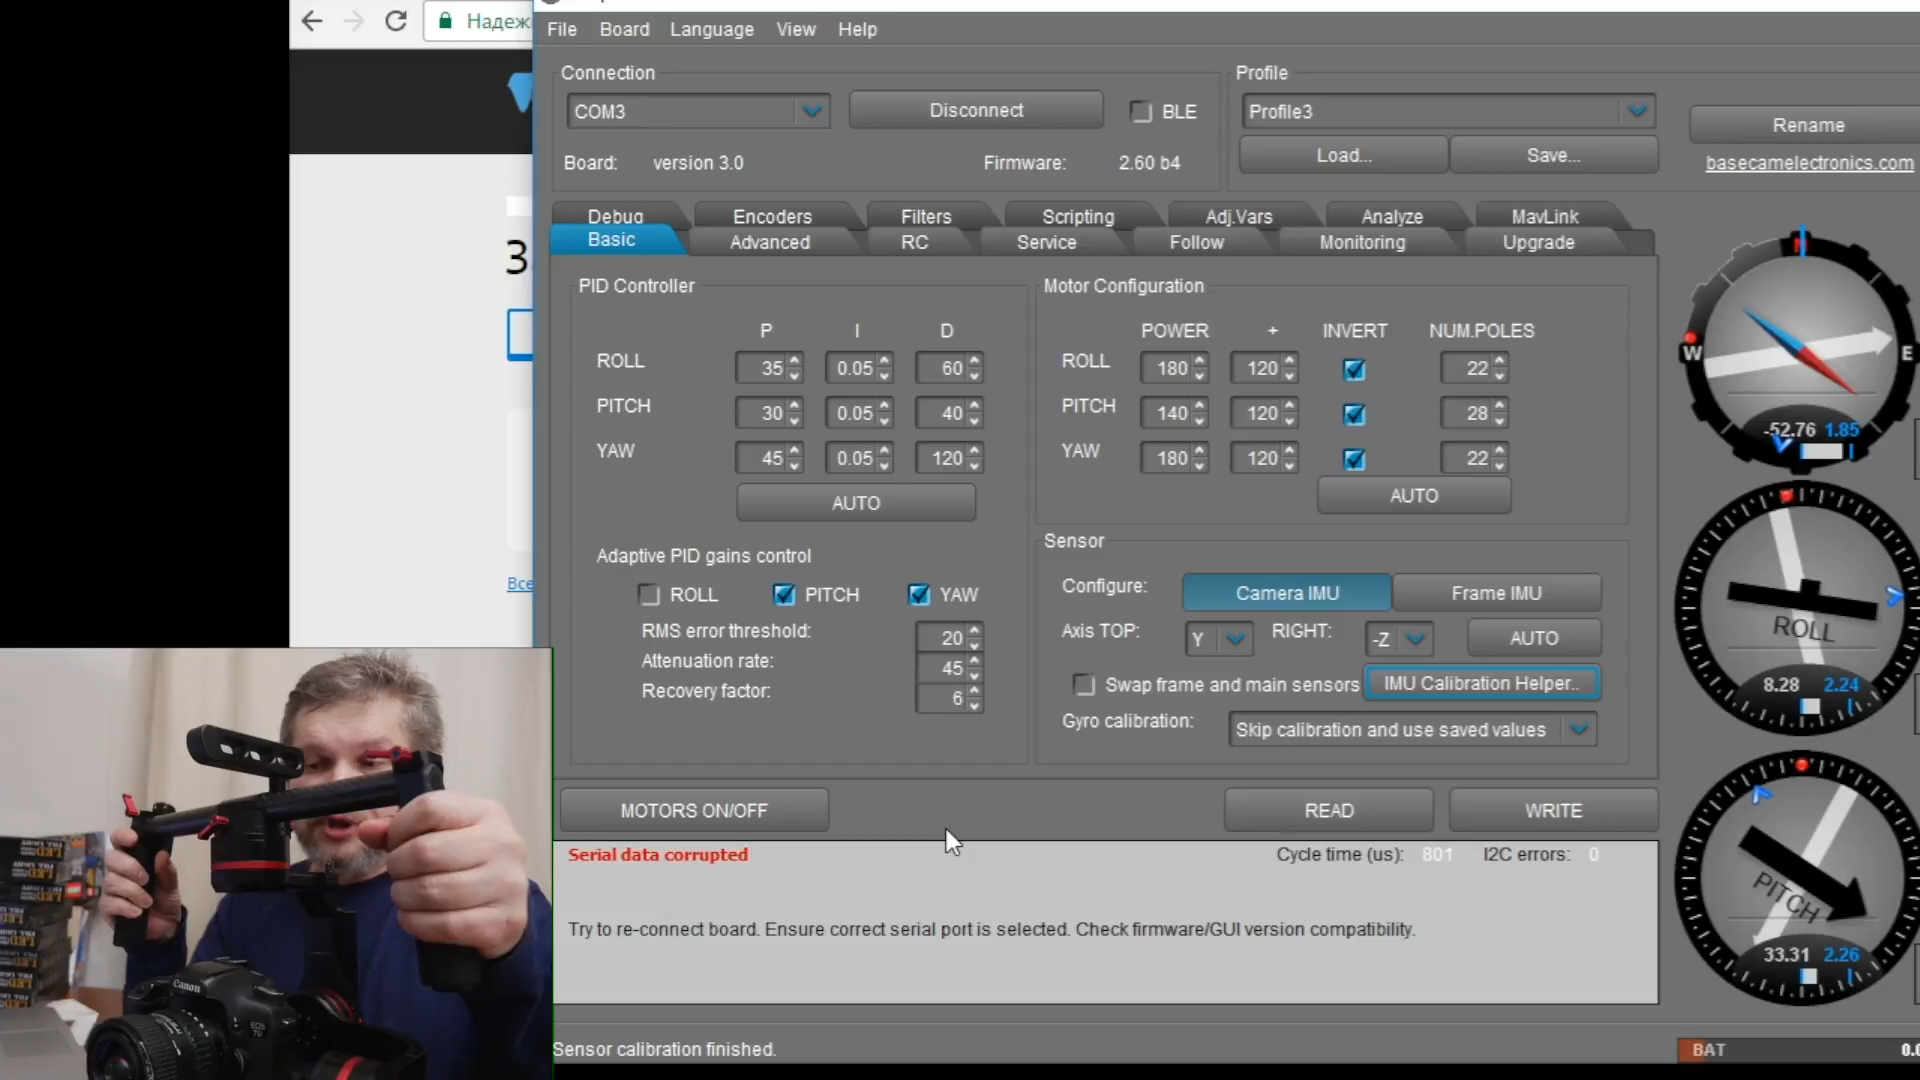 Надеж
File Board Language View Help
Connection
COM3
Disconnect
BLE
Board: version 3.0
Firmware: 2.60 b4
Profile
Profile3
Load...
Save...
Rename
basecamelectronics.com
Debug Encoders Filters Scripting Adj.Vars Analyze MavLink
Basic Advanced RC Service Follow Monitoring Upgrade
PID Controller
P I D
ROLL 35 0.05 60
PITCH 30 0.05 40
YAW 45 0.05 120
AUTO
Adaptive PID gains control
ROLL PITCH YAW
RMS error threshold: 20
Attenuation rate: 45
Recovery factor: 6
Motor Configuration
POWER + INVERT NUM.POLES
ROLL 180 120 22
PITCH 140 120 28
YAW 180 120 22
AUTO
Sensor
Configure: Camera IMU Frame IMU
Axis TOP: Y RIGHT: -Z AUTO
Swap frame and main sensors IMU Calibration Helper..
Gyro calibration: Skip calibration and use saved values
MOTORS ON/OFF
READ
WRITE
Serial data corrupted
Cycle time (us): 801 I2C errors: 0
Try to re-connect board. Ensure correct serial port is selected. Check firmware/GUI version compatibility.
Sensor calibration finished.
N
W E
-52.76 1.85
ROLL
8.28 2.24
PITCH
33.31 2.26
BAT 0.0
3
Все
Canon
EOS
7D
LED